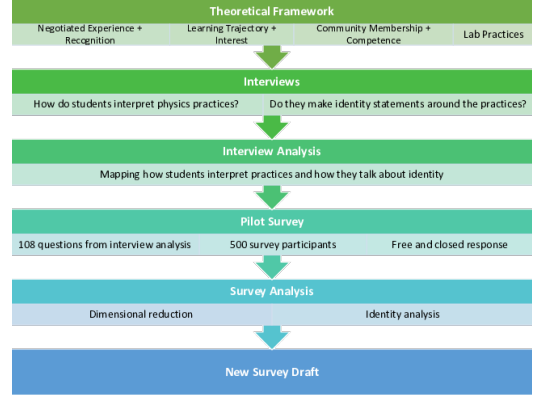 Theoretical Framework
Negotiated Experience +
Recognition
Learning Trajectory +
Interest
Community Membership +
Competence
Lab Practices
Interviews
How do students interpret physics practices?
Do they make identity statements around the practices?
Interview Analysis
Mapping how students interpret practices and how they talk about identity
Pilot Survey
108 questions from interview analysis
500 survey participants
Free and closed response
Survey Analysis
Dimensional reduction
Identity analysis
New Survey Draft